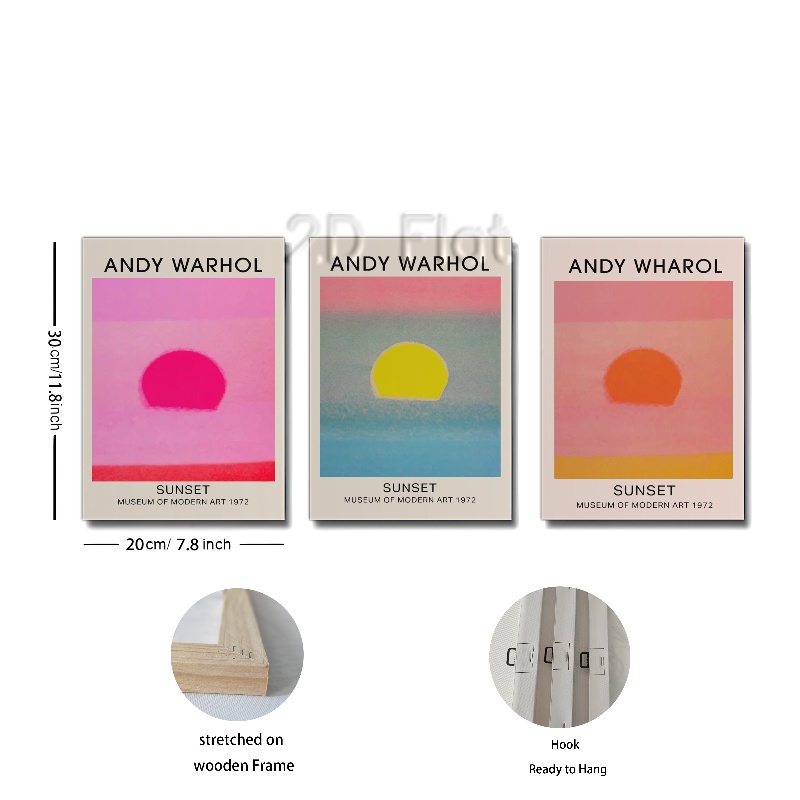 2D Flat
ANDY WARHOL
SUNSET
MUSEUM OF MODERN ART 1972
ANDY WARHOL
SUNSET
MUSEUM OF MODERN ART 1972
ANDY WHAROL
SUNSET
MUSEUM OF MODERN ART 1972
30cm/11.8inch
20cm/ 7.8 inch
stretched on
wooden Frame
Hook
Ready to Hang